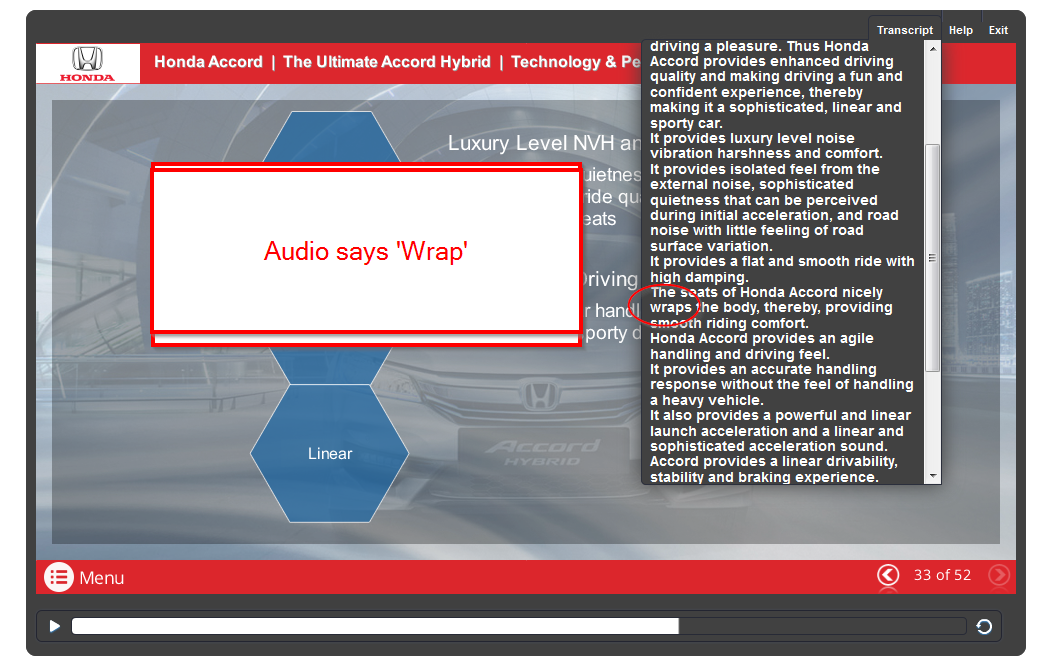 Transcript Help Exit
HONDA
Honda Accord | The Ultimate Accord Hybrid | Technology & Pe
driving a pleasure. Thus Honda
Accord provides enhanced driving
quality and making driving a fun and
confident experience, thereby
making it a sophisticated, linear and
sporty car.
It provides luxury level noise
vibration harshness and comfort.
It provides isolated feel from the
external noise, sophisticated
quietness that can be perceived
during initial acceleration, and road
noise with little feeling of road
surface variation.
It provides a flat and smooth ride with
high damping.
The seats of Honda Accord nicely
wraps the body, thereby, providing
smooth riding comfort.
Honda Accord provides an agile
handling and driving feel.
It provides an accurate handling
response without the feel of handling
a heavy vehicle.
It also provides a powerful and linear
launch acceleration and a linear and
sophisticated acceleration sound.
Accord provides a linear drivability,
stability and braking experience.
Luxury Level NVH an
uietnes
ride qu
eats
Driving
r handl
porty d
Audio says 'Wrap'
Linear
Accord
HYBRID
Menu
33 of 52